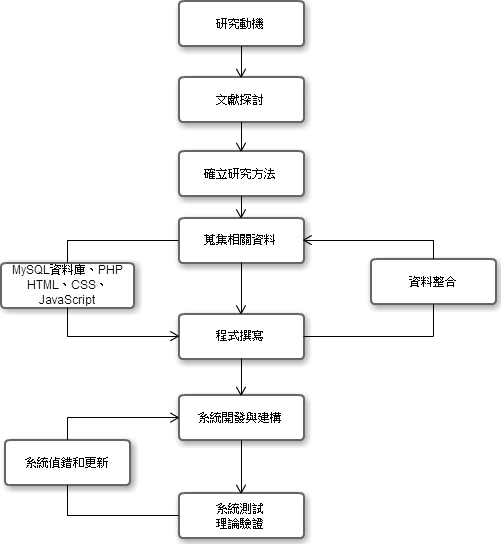 研究動機
文獻探討
確立研究方法
蒐集相關資料
MySQL資料庫、PHP
HTML、CSS、
JavaScript
資料整合
程式撰寫
系統開發與建構
系統偵錯和更新
系統測試
理論驗證